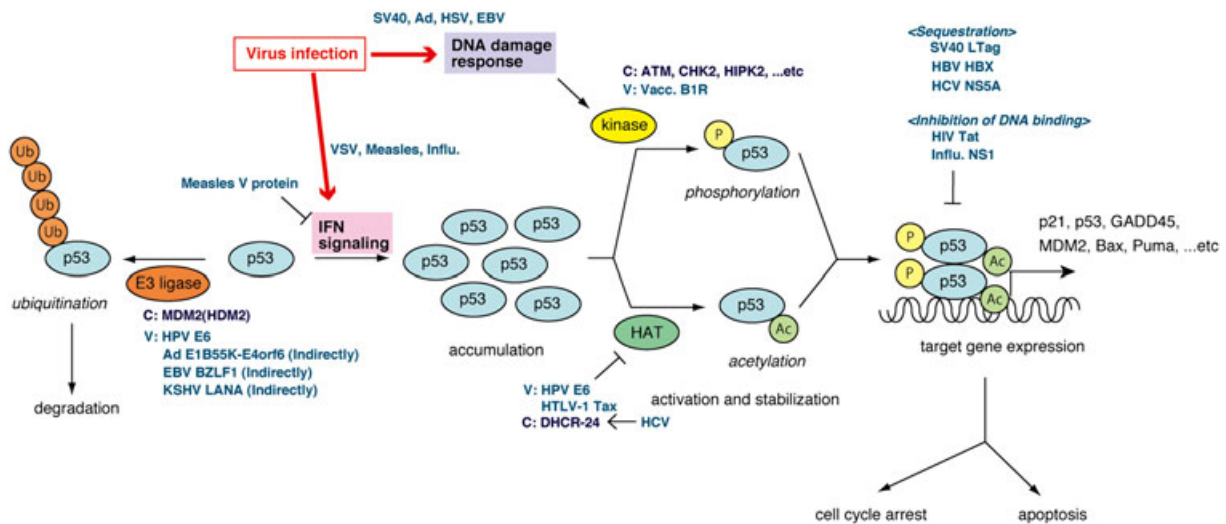 SV40, Ad, HSV, EBV
Virus infection
DNA damage
response
C: ATM, CHK2, HIPK2, ...etc
V: Vacc. B1R
kinase
<Sequestration>
SV40 LTag
HBV HBX
HCV NS5A
<Inhibition of DNA binding>
HIV Tat
Influ. NS1
VSV, Measles, Influ.
Measles V protein
IFN
signaling
Ub
Ub
Ub
Ub
p53
ubiquitination
degradation
E3 ligase
p53
C: MDM2(HDM2)
V: HPV E6
Ad E1B55K-E4orf6 (Indirectly)
EBV BZLF1 (Indirectly)
KSHV LANA (Indirectly)
p53
p53
p53
p53
p53
p53
p53
accumulation
P
p53
phosphorylation
HAT
p53
Ac
acetylation
V: HPV E6
HTLV-1 Tax
C: DHCR-24
HCV
activation and stabilization
P
p53
Ac
P
p53
Ac
p21, p53, GADD45,
MDM2, Bax, Puma, ...etc
target gene expression
cell cycle arrest
apoptosis